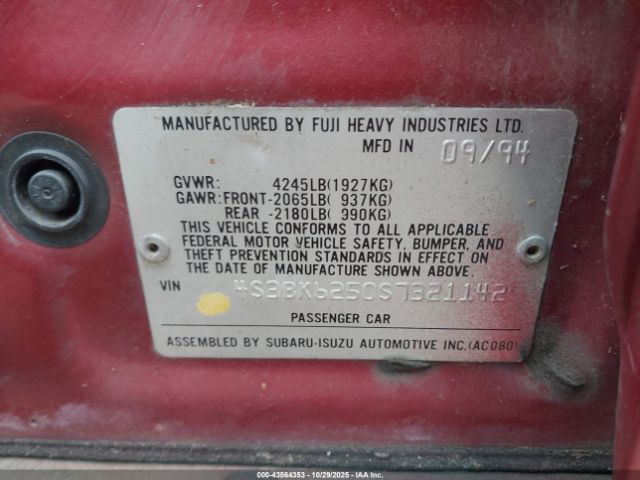 MANUFACTURED BY FUJI HEAVY INDUSTRIES LTD.
MFD IN 09/94
GVWR: 4245LB(1927KG)
GAWR:FRONT-2065LB( 937KG)
REAR -2180LB( 390KG)
THIS VEHICLE CONFORMS TO ALL APPLICABLE
FEDERAL MOTOR VEHICLE SAFETY, BUMPER, AND
THEFT PREVENTION STANDARDS IN EFFECT ON
THE DATE OF MANUFACTURE SHOWN ABOVE.
VIN 4S3BK6250S7321142
PASSENGER CAR
ASSEMBLED BY SUBARU-ISUZU AUTOMOTIVE INC.(AC080)
10-43564353 - 10/29/2025 - IAAI, Inc.